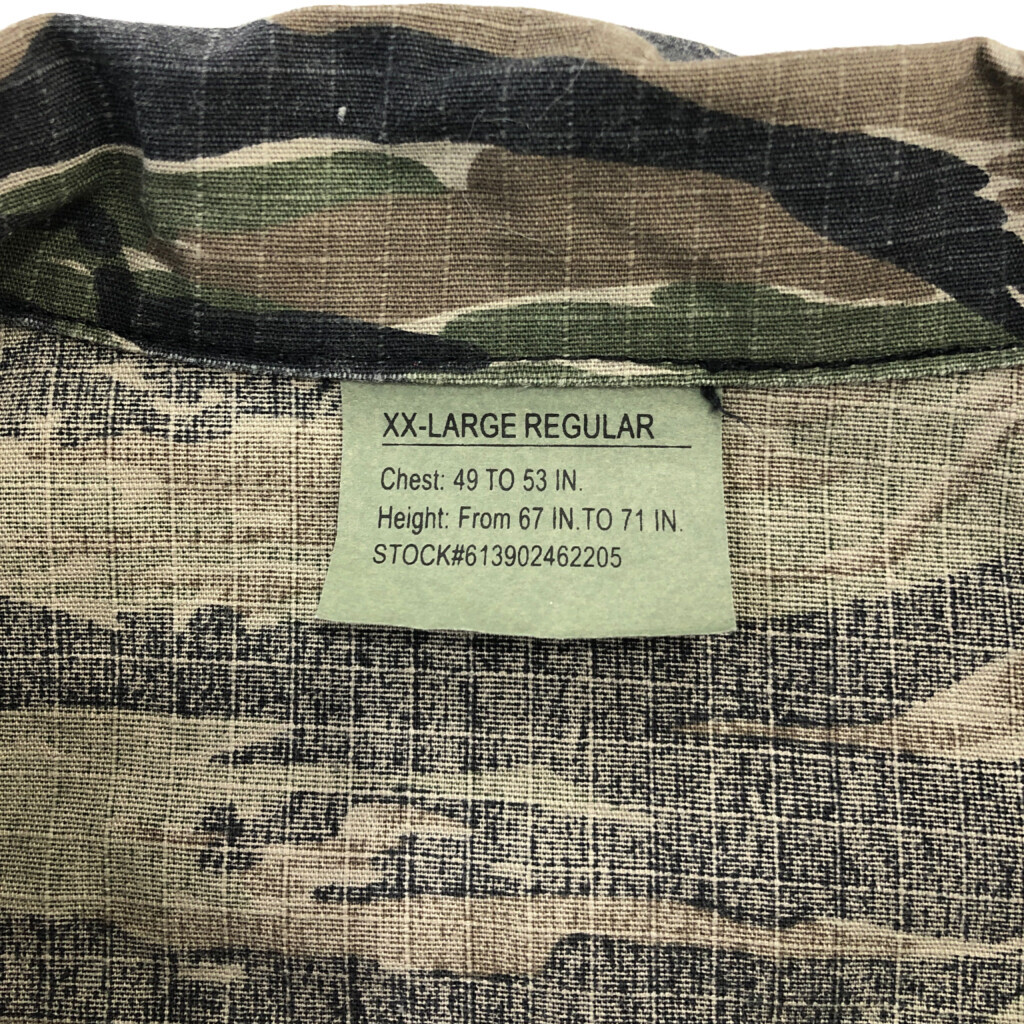 XX-LARGE REGULAR
Chest: 49 TO 53 IN.
Height: From 67 IN.TO 71 IN.
STOCK#613902462205